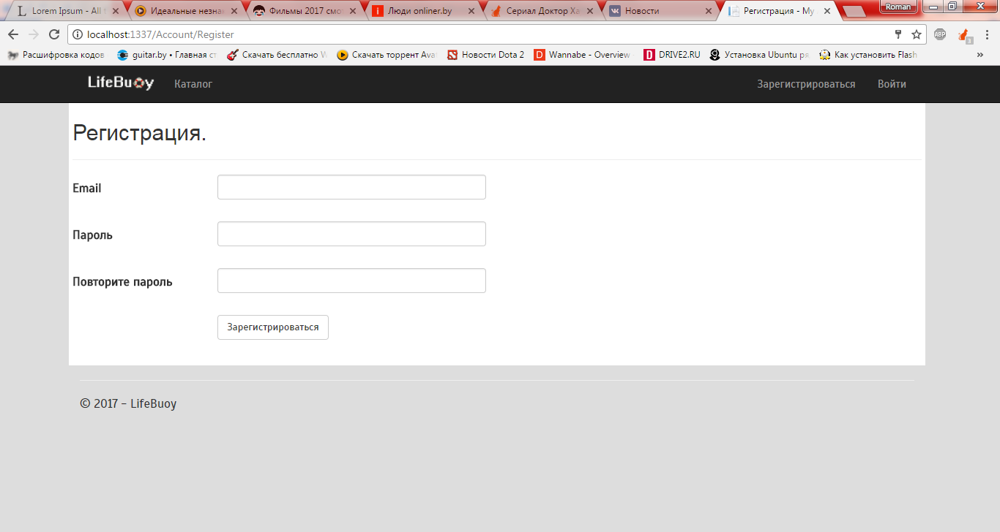 Lorem Ipsum - All Идеальные незна Фильмы 2017 смо Люди onliner.by Сериал Доктор Ха Новости Регистрация - My Roman
localhost:1337/Account/Register ABP 3
Расшифровка кодов guitar.by • Главная ст Скачать бесплатно Скачать торрент Ava Новости Dota 2 Wannabe - Overview DRIVE2.RU Установка Ubuntu ря Как установить Flash »
LifeBuoy Каталог Зарегистрироваться Войти
Регистрация.
Email
Пароль
Повторите пароль
Зарегистрироваться
© 2017 - LifeBuoy